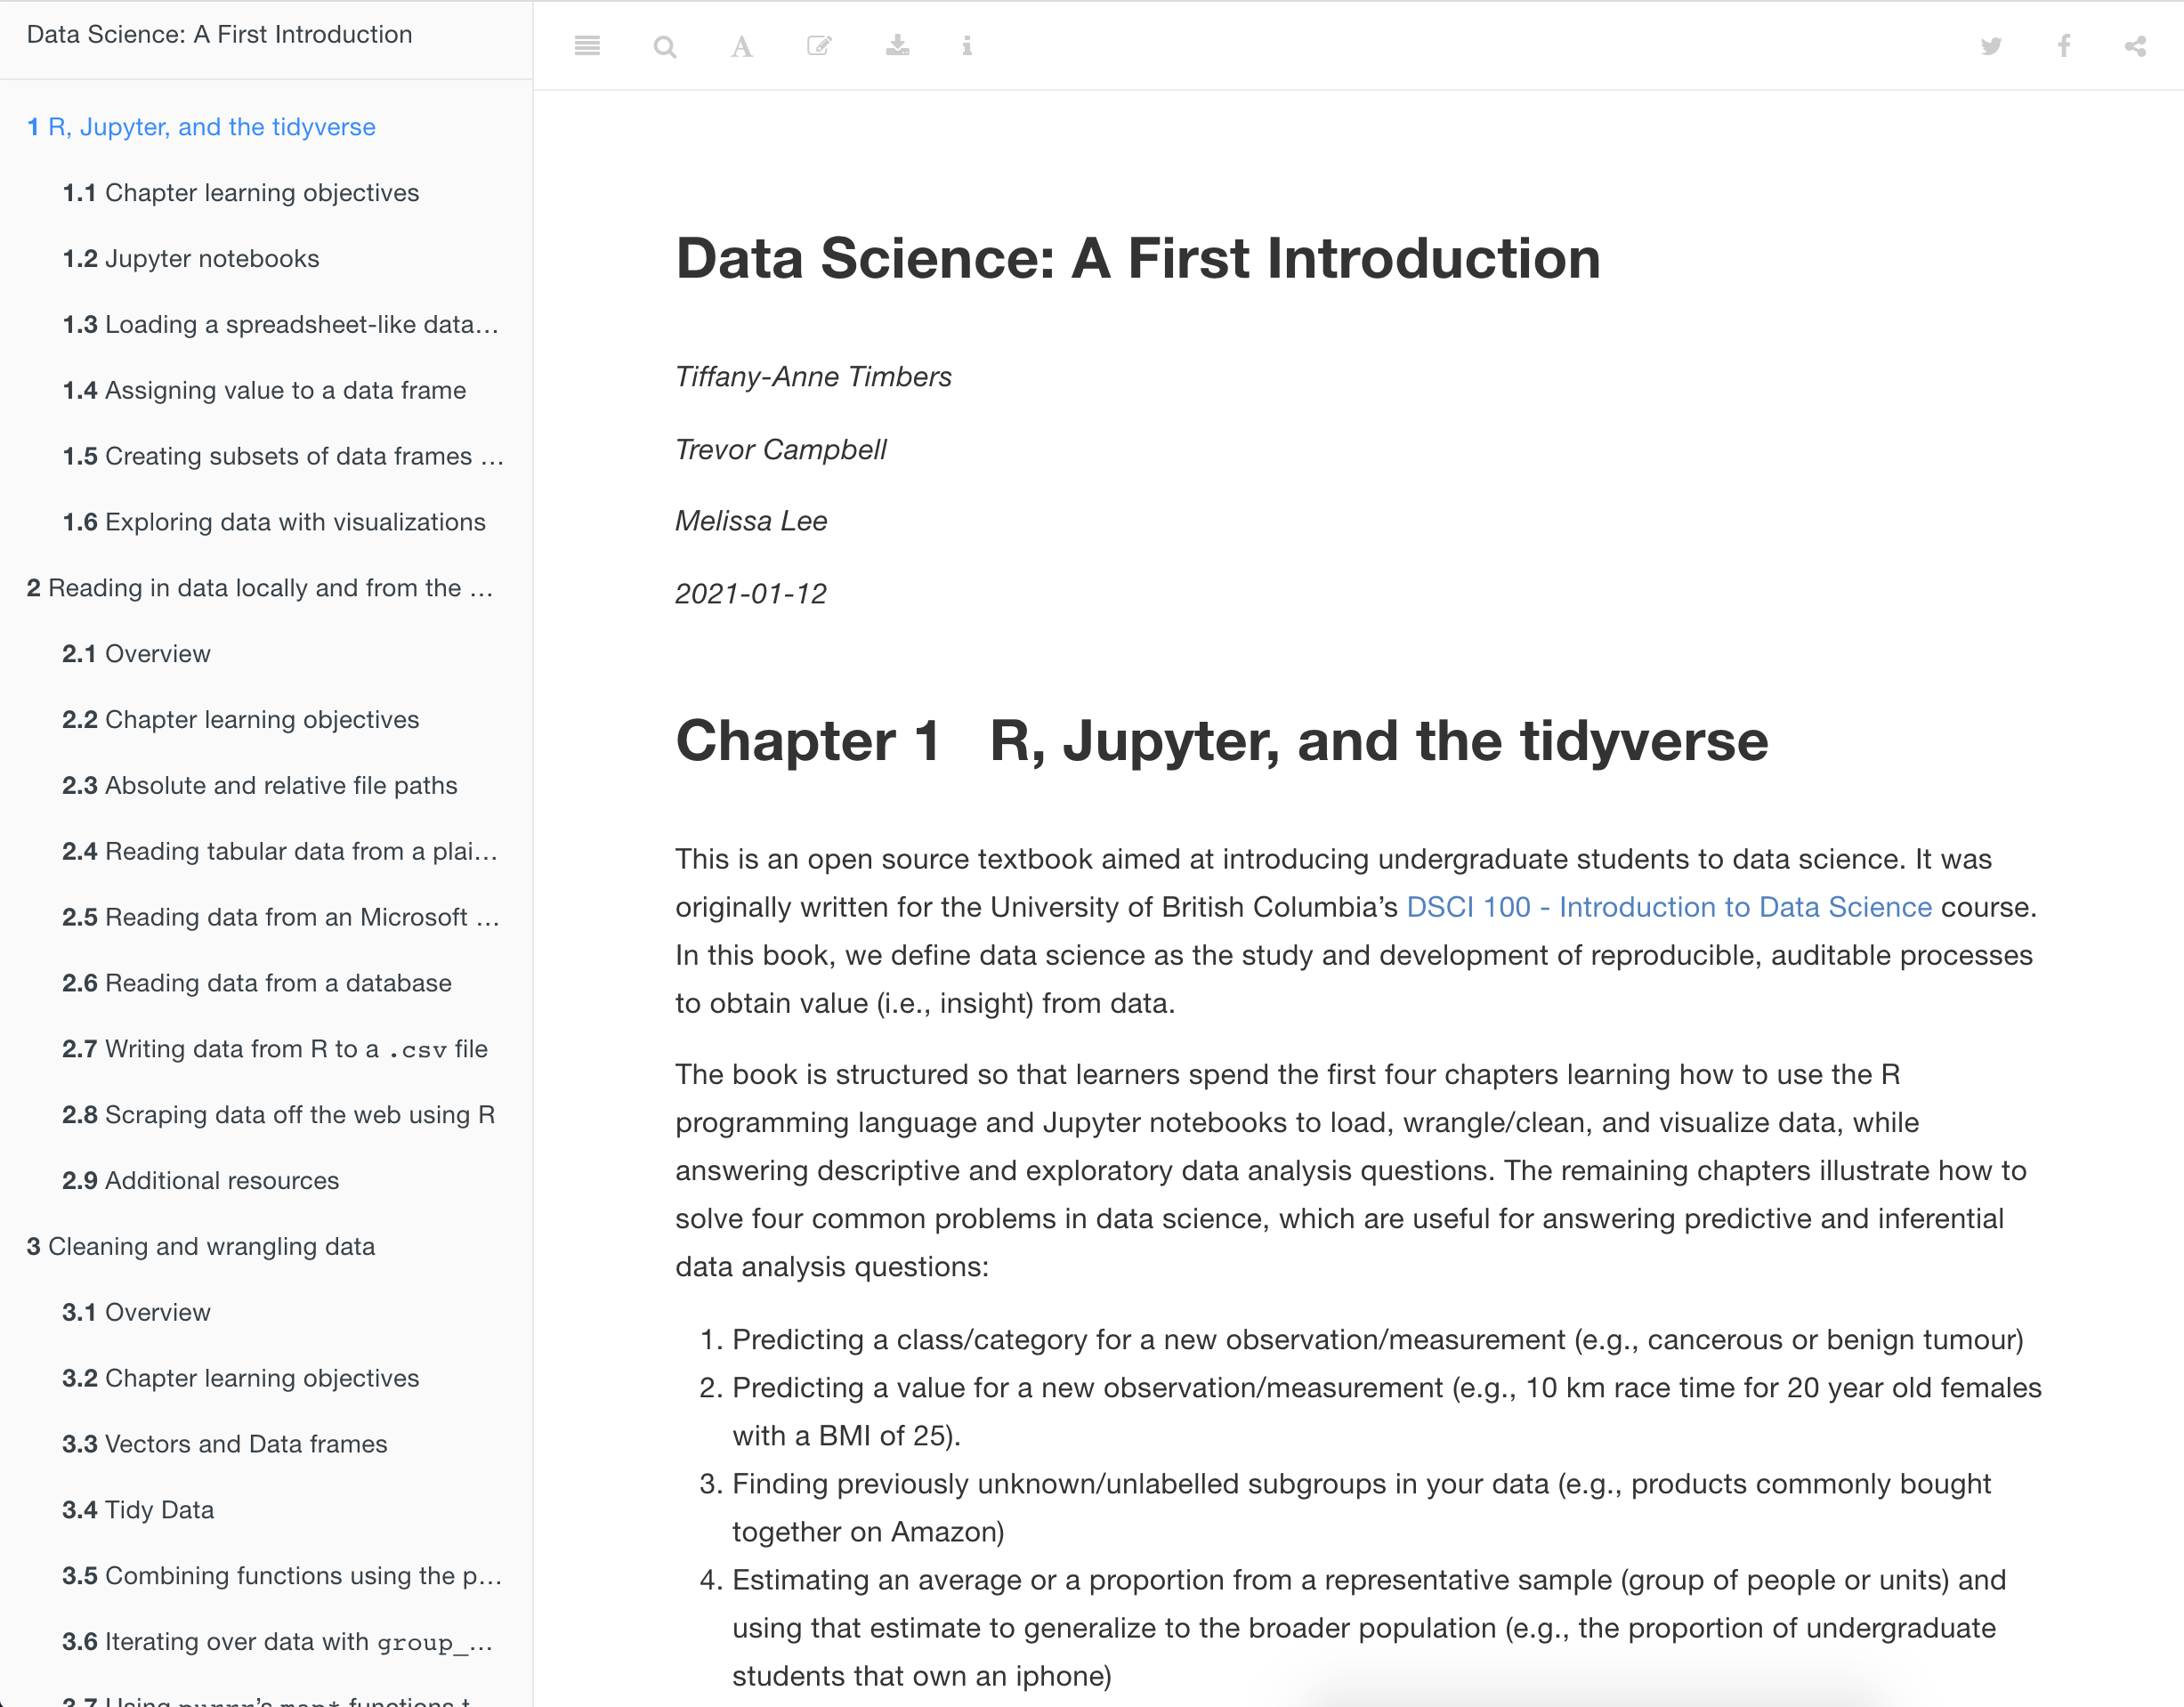 Data Science: A First Introduction
1 R, Jupyter, and the tidyverse
1.1 Chapter learning objectives
1.2 Jupyter notebooks
1.3 Loading a spreadsheet-like data…
1.4 Assigning value to a data frame
1.5 Creating subsets of data frames …
1.6 Exploring data with visualizations
2 Reading in data locally and from the …
2.1 Overview
2.2 Chapter learning objectives
2.3 Absolute and relative file paths
2.4 Reading tabular data from a plai…
2.5 Reading data from an Microsoft …
2.6 Reading data from a database
2.7 Writing data from R to a .csv file
2.8 Scraping data off the web using R
2.9 Additional resources
3 Cleaning and wrangling data
3.1 Overview
3.2 Chapter learning objectives
3.3 Vectors and Data frames
3.4 Tidy Data
3.5 Combining functions using the p…
3.6 Iterating over data with group_…
3.7 Using purrr's map* functions t…
Data Science: A First Introduction
Tiffany-Anne Timbers
Trevor Campbell
Melissa Lee
2021-01-12
Chapter 1 R, Jupyter, and the tidyverse
This is an open source textbook aimed at introducing undergraduate students to data science. It was
originally written for the University of British Columbia’s DSCI 100 - Introduction to Data Science course.
In this book, we define data science as the study and development of reproducible, auditable processes
to obtain value (i.e., insight) from data.
The book is structured so that learners spend the first four chapters learning how to use the R
programming language and Jupyter notebooks to load, wrangle/clean, and visualize data, while
answering descriptive and exploratory data analysis questions. The remaining chapters illustrate how to
solve four common problems in data science, which are useful for answering predictive and inferential
data analysis questions:
1. Predicting a class/category for a new observation/measurement (e.g., cancerous or benign tumour)
2. Predicting a value for a new observation/measurement (e.g., 10 km race time for 20 year old females
with a BMI of 25).
3. Finding previously unknown/unlabelled subgroups in your data (e.g., products commonly bought
together on Amazon)
4. Estimating an average or a proportion from a representative sample (group of people or units) and
using that estimate to generalize to the broader population (e.g., the proportion of undergraduate
students that own an iphone)